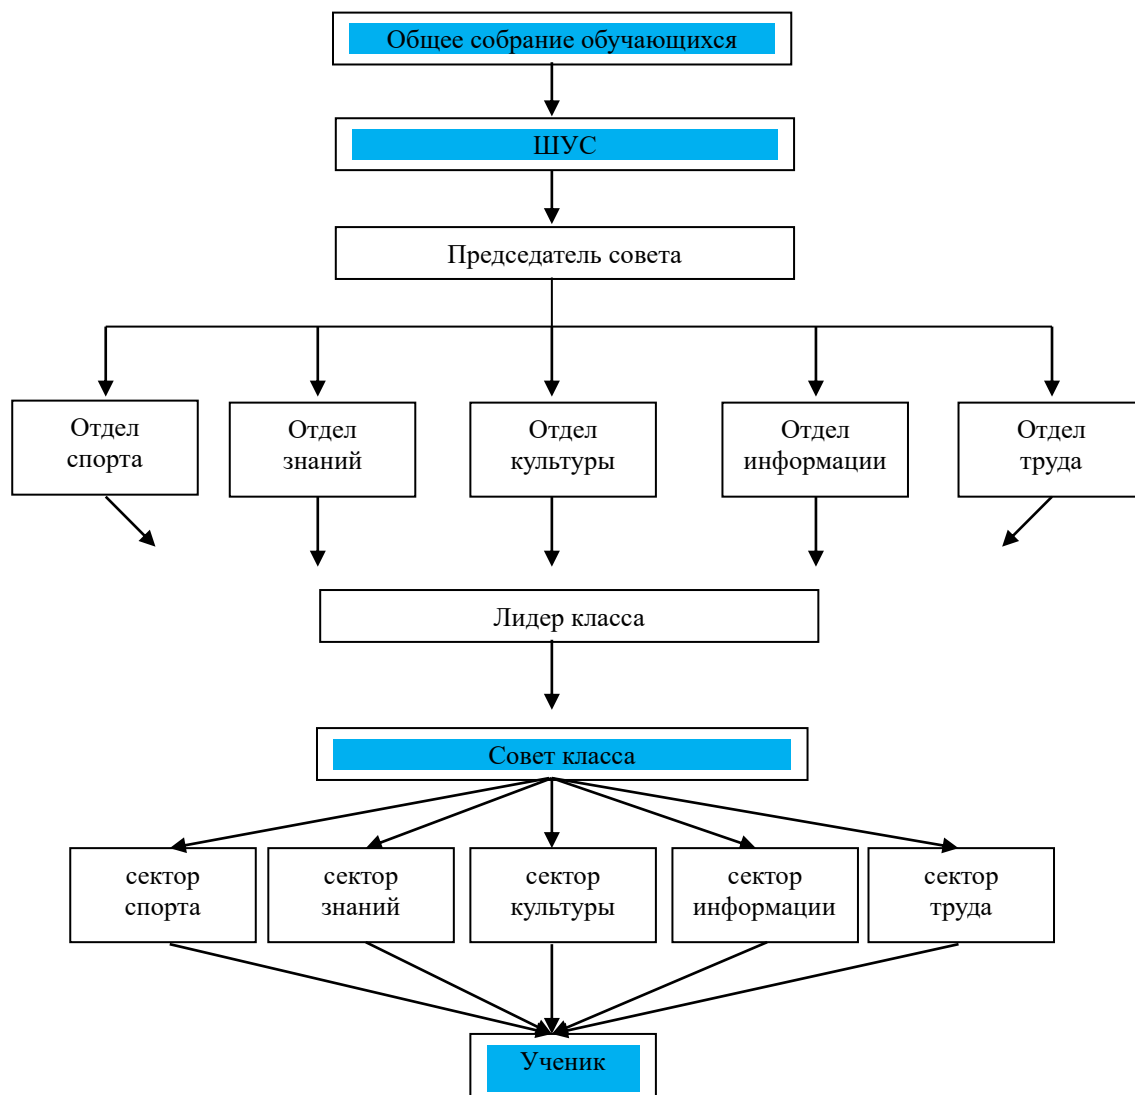 Общее собрание обучающихся
ШУС
Председатель совета
Отдел
спорта
Отдел
знаний
Отдел
культуры
Отдел
информации
Отдел
труда
Лидер класса
Совет класса
сектор
спорта
сектор
знаний
сектор
культуры
сектор
информации
сектор
труда
Ученик